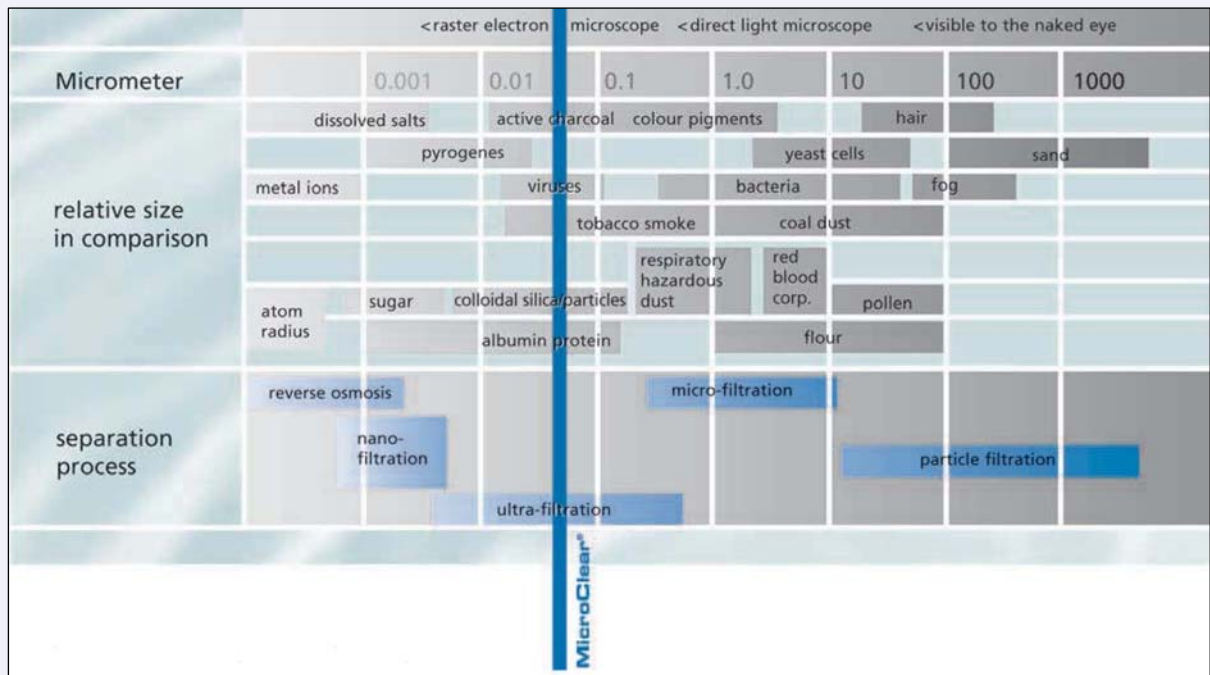 <raster electron microscope <direct light microscope <visible to the naked eye
Micrometer 0.001 0.01 0.1 1.0 10 100 1000
relative size
in comparison
dissolved salts active charcoal colour pigments hair
pyrogenes yeast cells sand
metal ions viruses bacteria fog
tobacco smoke coal dust
respiratory
hazardous
dust
red
blood
corp.
atom
radius
sugar colloidal silica/particles pollen
albumin protein flour
separation
process
reverse osmosis micro-filtration
nano-
filtration
particle filtration
ultra-filtration
MicroClear®